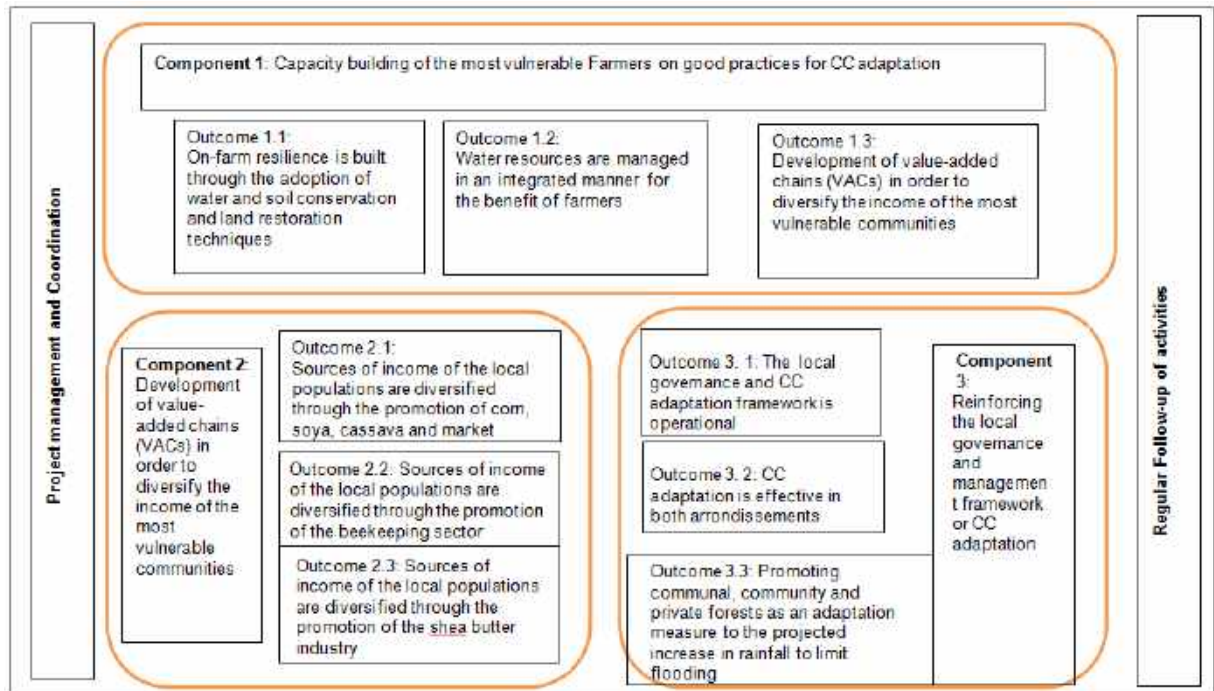 Project management and Coordination
Component 1: Capacity building of the most vulnerable Farmers on good practices for CC adaptation
Outcome 1.1:
On-farm resilience is built
through the adoption of
water and soil conservation
and land restoration
techniques
Outcome 1.2:
Water resources are managed
in an integrated manner for
the benefit of farmers
Outcome 1.3:
Development of value-added
chains (VACs) in order to
diversify the income of the most
vulnerable communities
Component 2:
Development
of value-
added chains
(VACs) in
order to
diversify the
income of the
most
vulnerable
communities
Outcome 2.1:
Sources of income of the local
populations are diversified
through the promotion of corn,
soya, cassava and market
Outcome 2.2: Sources of income
of the local populations are
diversified through the promotion
of the beekeeping sector
Outcome 2.3: Sources of
income of the local populations
are diversified through the
promotion of the shea butter
industry
Outcome 3. 1: The local
governance and CC
adaptation framework is
operational
Outcome 3. 2: CC
adaptation is effective in
both arrondissements
Outcome 3.3: Promoting
communal, community and
private forests as an adaptation
measure to the projected
increase in rainfall to limit
flooding
Component
3:
Reinforcing
the local
governance
and
managemen
t framework
or CC
adaptation
Regular Follow-up of activities